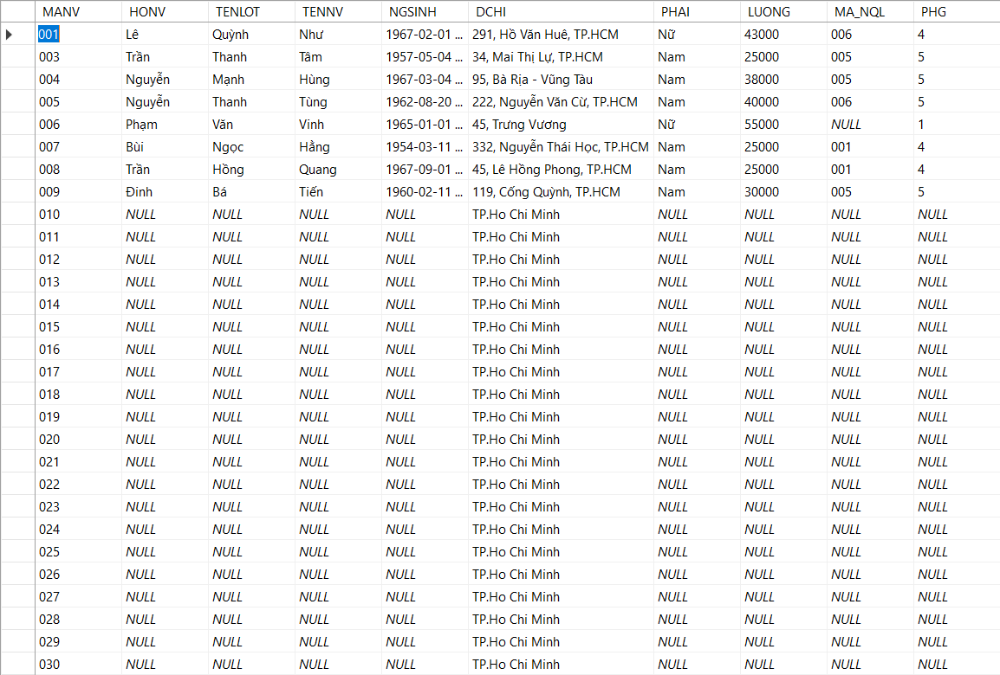 MANV HONV TENLOT TENNV NGSINH DCHI PHAI LUONG MA_NQL PHG
001 Lê Quỳnh Như 1967-02-01 ... 291, Hồ Văn Huê, TP.HCM Nữ 43000 006 4
003 Trần Thanh Tâm 1957-05-04 ... 34, Mai Thị Lự, TP.HCM Nam 25000 005 5
004 Nguyễn Mạnh Hùng 1967-03-04 ... 95, Bà Rịa - Vũng Tàu Nam 38000 005 5
005 Nguyễn Thanh Tùng 1962-08-20 ... 222, Nguyễn Văn Cừ, TP.HCM Nam 40000 006 5
006 Phạm Văn Vinh 1965-01-01 ... 45, Trưng Vương Nữ 55000 NULL 1
007 Bùi Ngọc Hằng 1954-03-11 ... 332, Nguyễn Thái Học, TP.HCM Nam 25000 001 4
008 Trần Hồng Quang 1967-09-01 ... 45, Lê Hồng Phong, TP.HCM Nam 25000 001 4
009 Đinh Bá Tiến 1960-02-11 ... 119, Cống Quỳnh, TP.HCM Nam 30000 005 5
010 NULL NULL NULL NULL TP.Ho Chi Minh NULL NULL NULL NULL
011 NULL NULL NULL NULL TP.Ho Chi Minh NULL NULL NULL NULL
012 NULL NULL NULL NULL TP.Ho Chi Minh NULL NULL NULL NULL
013 NULL NULL NULL NULL TP.Ho Chi Minh NULL NULL NULL NULL
014 NULL NULL NULL NULL TP.Ho Chi Minh NULL NULL NULL NULL
015 NULL NULL NULL NULL TP.Ho Chi Minh NULL NULL NULL NULL
016 NULL NULL NULL NULL TP.Ho Chi Minh NULL NULL NULL NULL
017 NULL NULL NULL NULL TP.Ho Chi Minh NULL NULL NULL NULL
018 NULL NULL NULL NULL TP.Ho Chi Minh NULL NULL NULL NULL
019 NULL NULL NULL NULL TP.Ho Chi Minh NULL NULL NULL NULL
020 NULL NULL NULL NULL TP.Ho Chi Minh NULL NULL NULL NULL
021 NULL NULL NULL NULL TP.Ho Chi Minh NULL NULL NULL NULL
022 NULL NULL NULL NULL TP.Ho Chi Minh NULL NULL NULL NULL
023 NULL NULL NULL NULL TP.Ho Chi Minh NULL NULL NULL NULL
024 NULL NULL NULL NULL TP.Ho Chi Minh NULL NULL NULL NULL
025 NULL NULL NULL NULL TP.Ho Chi Minh NULL NULL NULL NULL
026 NULL NULL NULL NULL TP.Ho Chi Minh NULL NULL NULL NULL
027 NULL NULL NULL NULL TP.Ho Chi Minh NULL NULL NULL NULL
028 NULL NULL NULL NULL TP.Ho Chi Minh NULL NULL NULL NULL
029 NULL NULL NULL NULL TP.Ho Chi Minh NULL NULL NULL NULL
030 NULL NULL NULL NULL TP.Ho Chi Minh NULL NULL NULL NULL